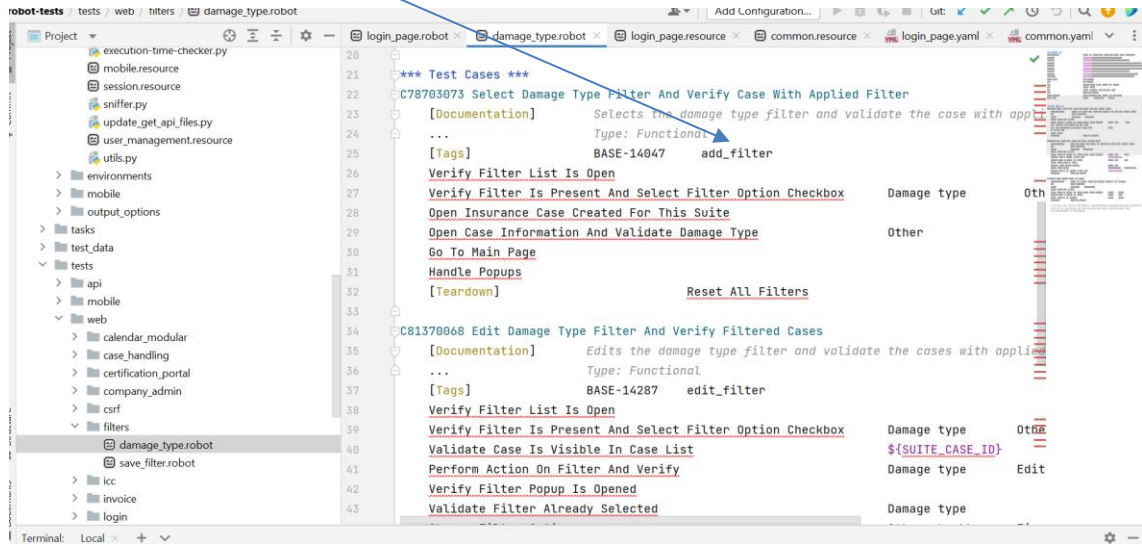 robot-tests / tests / web / filters / damage_type.robot
Add Configuration...
Git:
Project
login_page.robot
damage_type.robot
login_page.resource
common.resource
login_page.yaml
common.yaml
execution-time-checker.py
mobile.resource
session.resource
sniffer.py
update_get_api_files.py
user_management.resource
utils.py
environments
mobile
output_options
tasks
test_data
tests
api
mobile
web
calendar_modular
case_handling
certification_portal
company_admin
csrf
filters
damage_type.robot
save_filter.robot
icc
invoice
login
20
21 *** Test Cases ***
22 C78703073 Select Damage Type Filter And Verify Case With Applied Filter
23 [Documentation] Selects the damage type filter and validate the case with appli
24 ... Type: Functional
25 [Tags] BASE-14047 add_filter
26 Verify Filter List Is Open
27 Verify Filter Is Present And Select Filter Option Checkbox Damage type Oth
28 Open Insurance Case Created For This Suite
29 Open Case Information And Validate Damage Type Other
30 Go To Main Page
31 Handle Popups
32 [Teardown] Reset All Filters
33
34 C81370068 Edit Damage Type Filter And Verify Filtered Cases
35 [Documentation] Edits the damage type filter and validate the cases with applied
36 ... Type: Functional
37 [Tags] BASE-14287 edit_filter
38 Verify Filter List Is Open
39 Verify Filter Is Present And Select Filter Option Checkbox Damage type Othe
40 Validate Case Is Visible In Case List ${SUITE_CASE_ID}
41 Perform Action On Filter And Verify Damage type Edit
42 Verify Filter Popup Is Opened
43 Validate Filter Already Selected Damage type
Terminal: Local